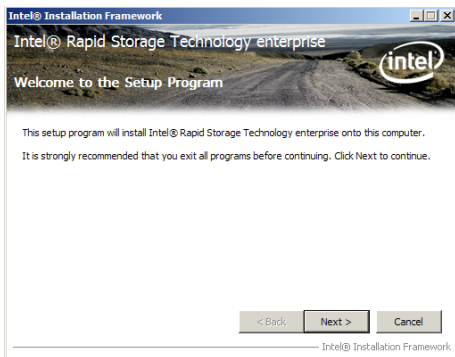 Intel® Installation Framework
Intel® Rapid Storage Technology enterprise
intel
Welcome to the Setup Program
This setup program will install Intel® Rapid Storage Technology enterprise onto this computer.
It is strongly recommended that you exit all programs before continuing. Click Next to continue.
< Back Next > Cancel
Intel® Installation Framework